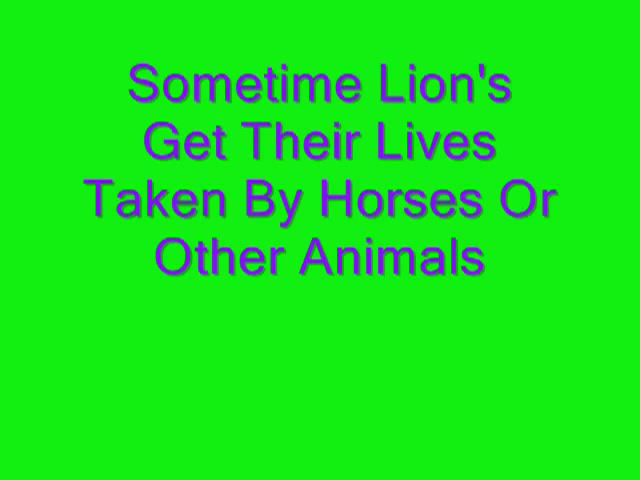 Sometime Lion's
Get Their Lives
Taken By Horses Or
Other Animals